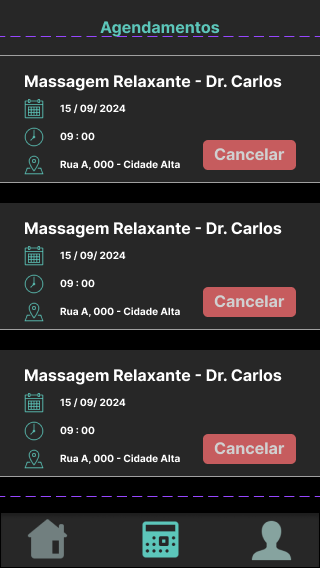 Agendamentos
Massagem Relaxante - Dr. Carlos
15 / 09/ 2024
09 : 00
Rua A, 000 - Cidade Alta
Cancelar
Massagem Relaxante - Dr. Carlos
15 / 09/ 2024
09 : 00
Rua A, 000 - Cidade Alta
Cancelar
Massagem Relaxante - Dr. Carlos
15 / 09/ 2024
09 : 00
Rua A, 000 - Cidade Alta
Cancelar